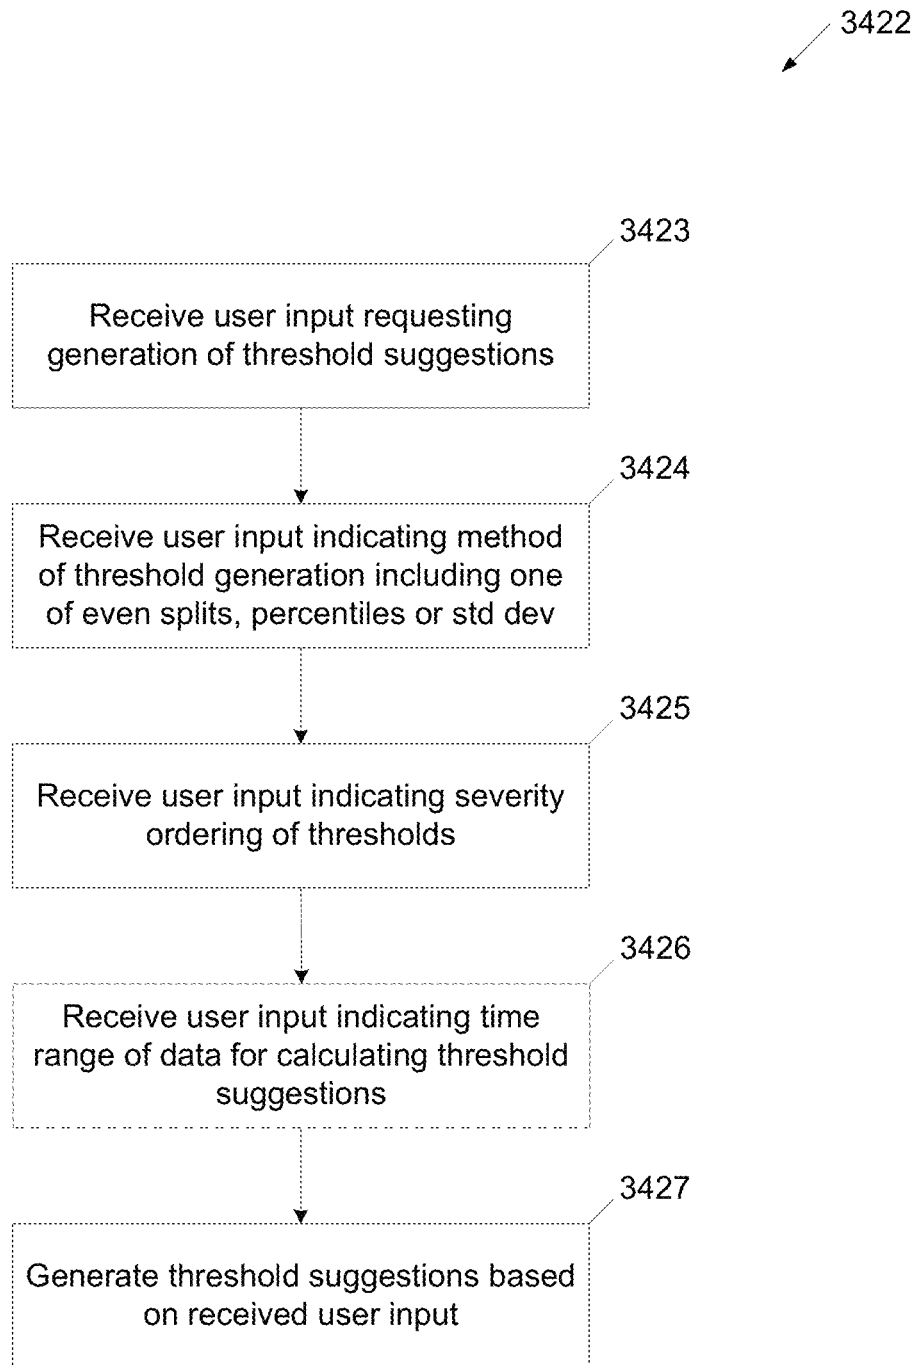 3422
3423
Receive user input requesting
generation of threshold suggestions
3424
Receive user input indicating method
of threshold generation including one
of even splits, percentiles or std dev
3425
Receive user input indicating severity
ordering of thresholds
3426
Receive user input indicating time
range of data for calculating threshold
suggestions
3427
Generate threshold suggestions based
on received user input